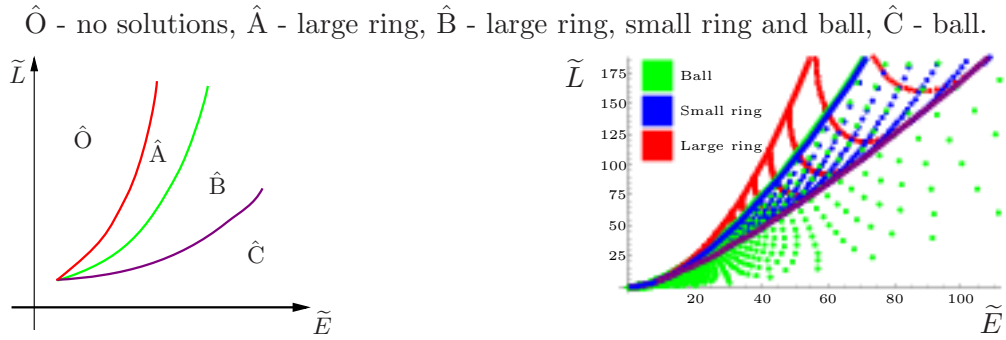 Ô - no solutions, Â - large ring, B̂ - large ring, small ring and ball, Ĉ - ball.
L̃
Ô
Â
B̂
Ĉ
Ẽ
L̃
175
150
125
100
75
50
25
Ball
Small ring
Large ring
20
40
60
80
100
Ẽ